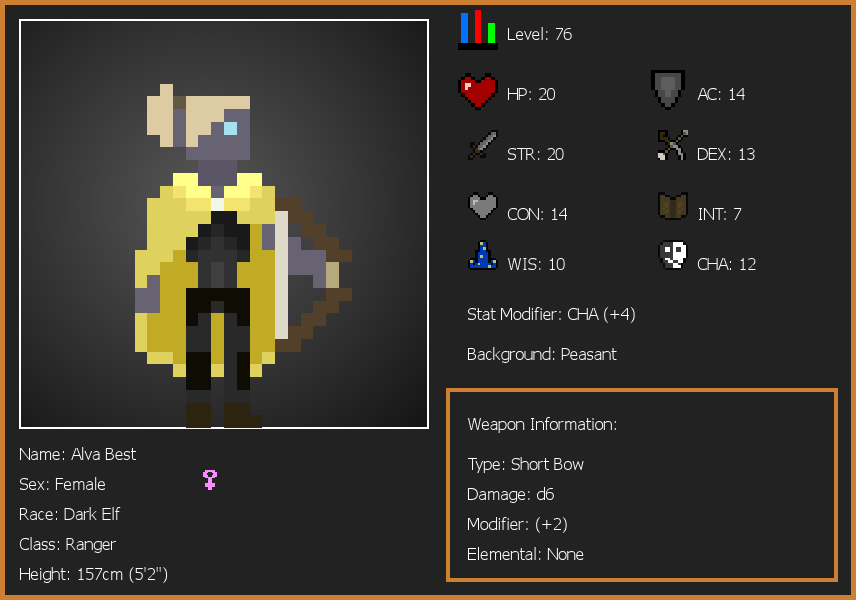 Level: 76
HP: 20
AC: 14
STR: 20
DEX: 13
CON: 14
INT: 7
WIS: 10
CHA: 12
Stat Modifier: CHA (+4)
Background: Peasant
Weapon Information:
Type: Short Bow
Damage: d6
Modifier: (+2)
Elemental: None
Name: Alva Best
Sex: Female
Race: Dark Elf
Class: Ranger
Height: 157cm (5'2")